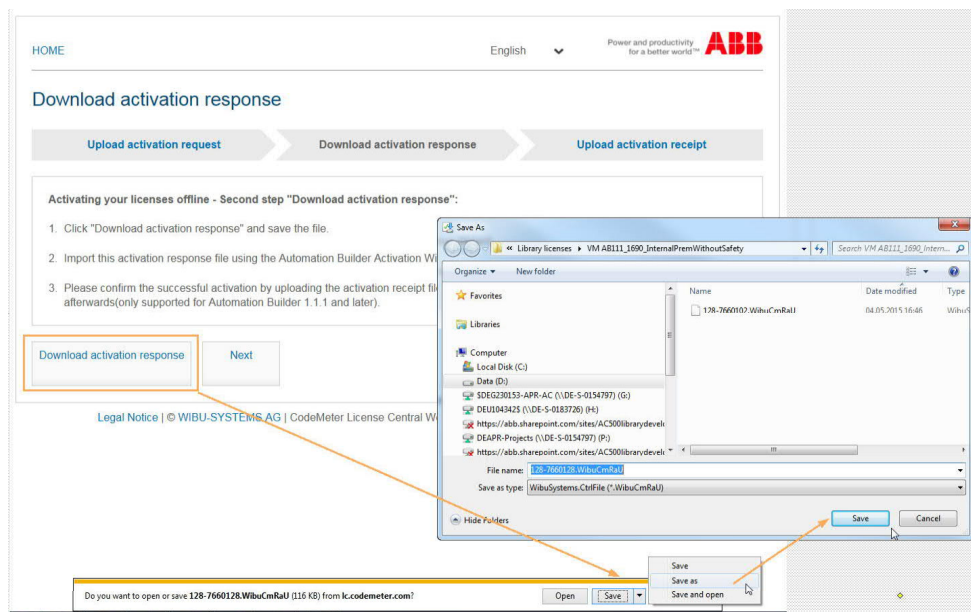 HOME
English
Power and productivity
for a better world™
ABB
Download activation response
Upload activation request
Download activation response
Upload activation receipt
Activating your licenses offline - Second step "Download activation response":
1. Click "Download activation response" and save the file.
2. Import this activation response file using the Automation Builder Activation Wi
3. Please confirm the successful activation by uploading the activation receipt fil
afterwards(only supported for Automation Builder 1.1.1 and later).
Download activation response
Next
Legal Notice | © WIBU-SYSTEMS AG | CodeMeter License Central W
Save As
« Library licenses ▸ VM AB111_1690_InternalPremWithoutSafety
Search VM AB111_1690_Intern...
Organize
New folder
Favorites
Libraries
Computer
Local Disk (C:)
Data (D:)
$DEG230153-APR-AC (\\DE-S-0154797) (G:)
DEU104342$ (\\DE-S-0183726) (H:)
https://abb.sharepoint.com/sites/AC500librarydevelo
DEAPR-Projects (\\DE-S-0154797) (P:)
https://abb.sharepoint.com/sites/AC500librarydevelo
Name
Date modified
Type
128-7660102.WibuCmRaU
04.05.2015 16:46
WibuS
File name: 128-7660128.WibuCmRaU
Save as type: WibuSystems.CtrlFile (*.WibuCmRaU)
Hide Folders
Save
Cancel
Save
Save as
Save and open
Do you want to open or save 128-7660128.WibuCmRaU (116 KB) from lc.codemeter.com?
Open
Save